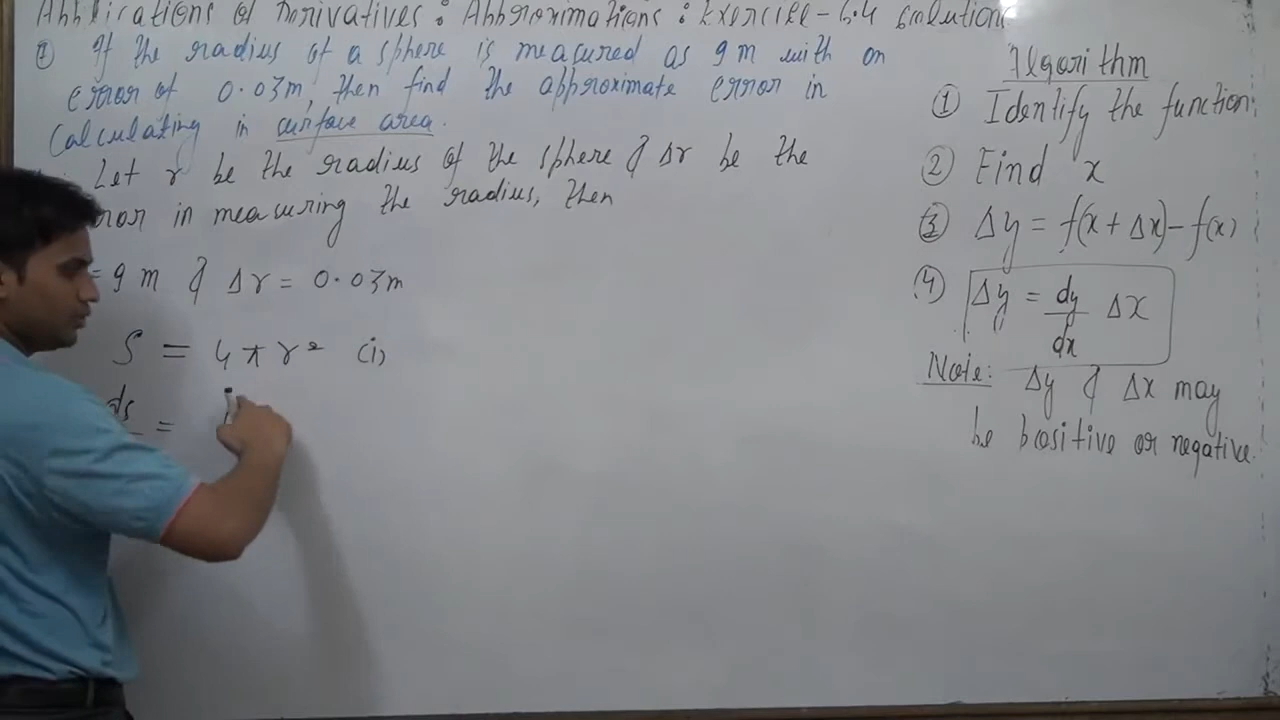 Applications of Derivatives: Approximations: Exercise-6.4 Solutions
If the radius of a sphere is measured as 9 m with on
error of 0.03m, then find the approximate error in
Calculating in surface area.
Let r be the radius of the sphere & Δr be the
in measuring the radius, then
= 9 m & Δr = 0.03m
S = 4πr² (i)
ds
=
Algorithm
① Identify the function
② Find x
③ Δy = f(x + Δx) - f(x)
④ Δy = dy/dx Δx
Note: Δy & Δx may
be positive or negative.